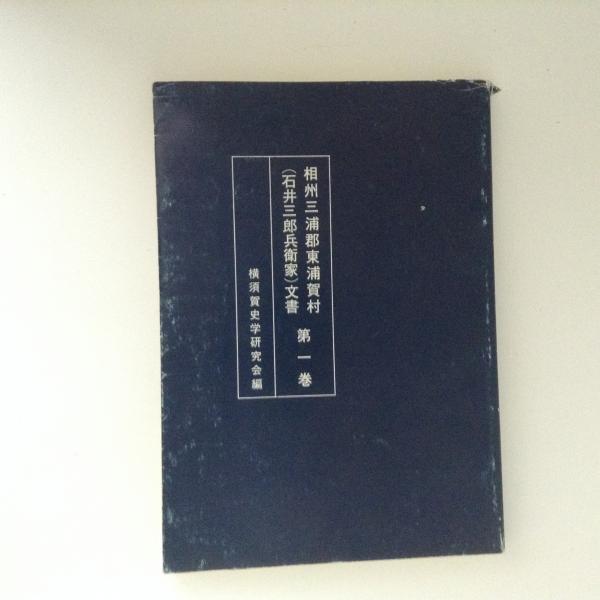 相州三浦郡東浦賀村
(石井三郎兵衛家)文書 第一巻
横須賀史学研究会編